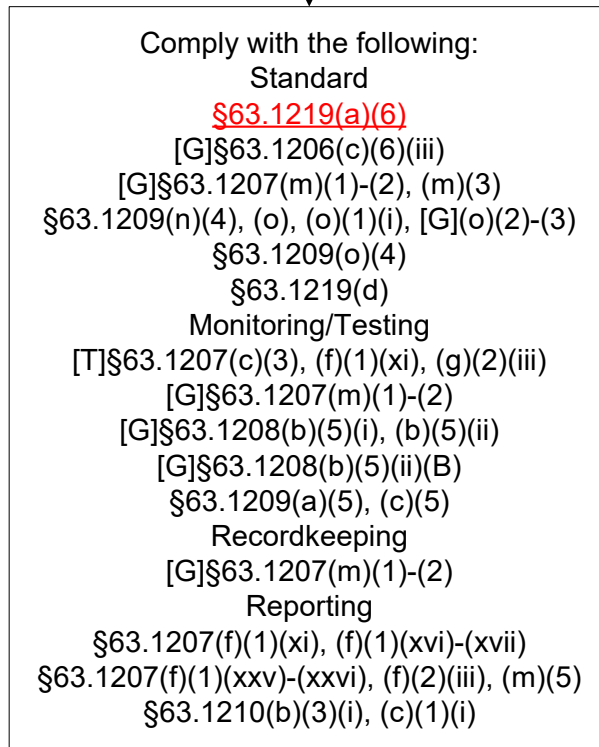 Comply with the following:
Standard
§63.1219(a)(6)
[G]§63.1206(c)(6)(iii)
[G]§63.1207(m)(1)-(2), (m)(3)
§63.1209(n)(4), (o), (o)(1)(i), [G](o)(2)-(3)
§63.1209(o)(4)
§63.1219(d)
Monitoring/Testing
[T]§63.1207(c)(3), (f)(1)(xi), (g)(2)(iii)
[G]§63.1207(m)(1)-(2)
[G]§63.1208(b)(5)(i), (b)(5)(ii)
[G]§63.1208(b)(5)(ii)(B)
§63.1209(a)(5), (c)(5)
Recordkeeping
[G]§63.1207(m)(1)-(2)
Reporting
§63.1207(f)(1)(xi), (f)(1)(xvi)-(xvii)
§63.1207(f)(1)(xxv)-(xxvi), (f)(2)(iii), (m)(5)
§63.1210(b)(3)(i), (c)(1)(i)